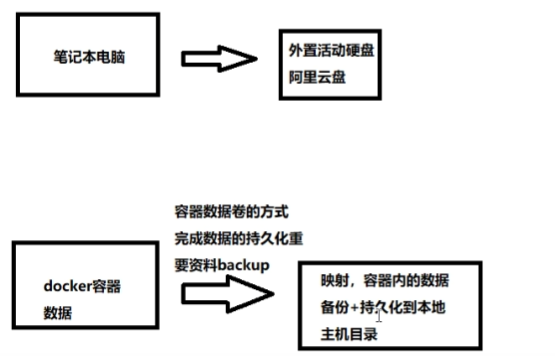 笔记本电脑
外置活动硬盘
阿里云盘
容器数据卷的方式
完成数据的持久化重
要资料backup
docker容器
数据
映射，容器内的数据
备份+持久化到本地
主机目录